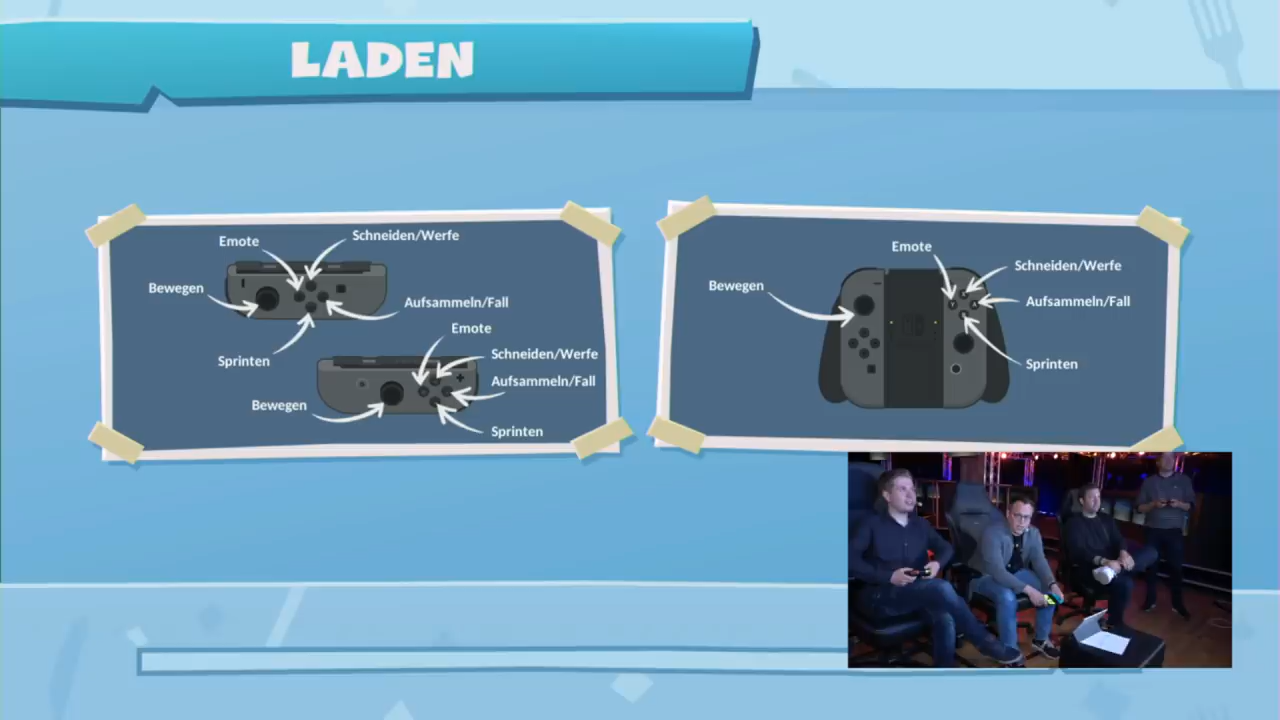 LADEN
Emote
Schneiden/Werfe
Bewegen
Aufsammeln/Fall
Sprinten
Emote
Schneiden/Werfe
Aufsammeln/Fall
Bewegen
Sprinten
Emote
Schneiden/Werfe
Bewegen
Aufsammeln/Fall
Sprinten